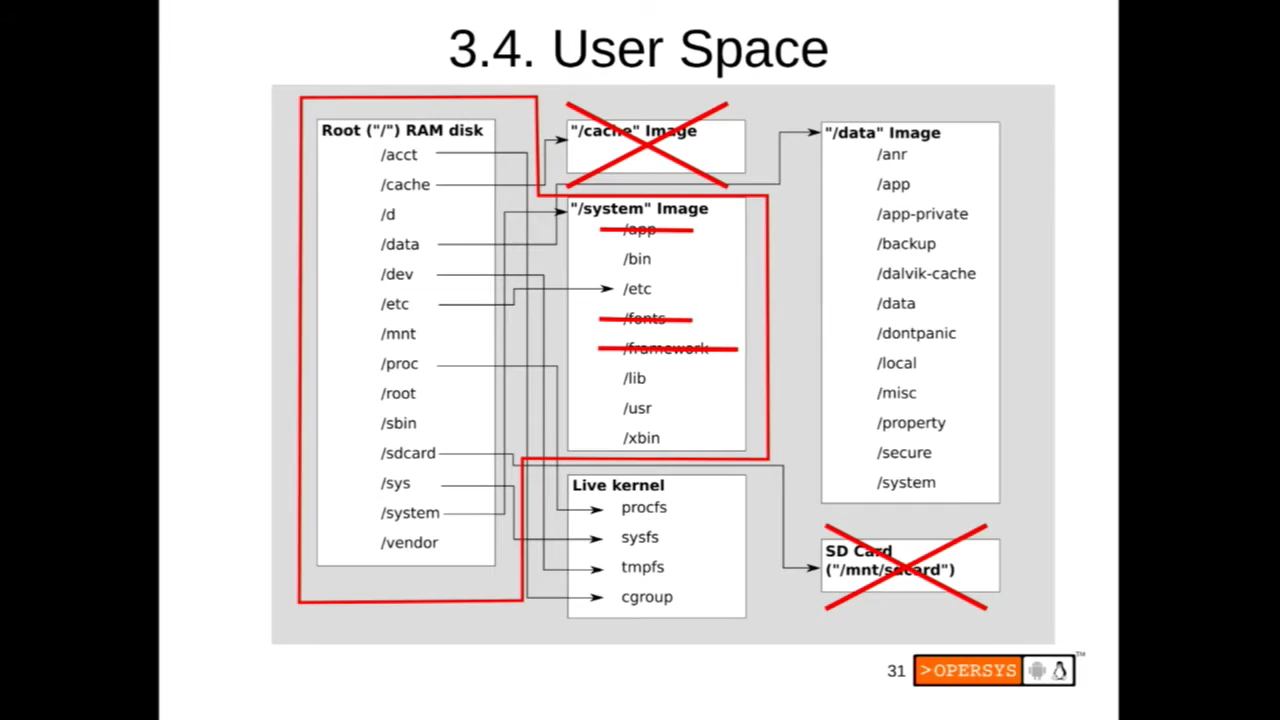 3.4. User Space
Root ("/") RAM disk
/acct
/cache
/d
/data
/dev
/etc
/mnt
/proc
/root
/sbin
/sdcard
/sys
/system
/vendor
"/cache" Image
"/system" Image
/app
/bin
/etc
/fonts
/framework
/lib
/usr
/xbin
Live kernel
procfs
sysfs
tmpfs
cgroup
"/data" Image
/anr
/app
/app-private
/backup
/dalvik-cache
/data
/dontpanic
/local
/misc
/property
/secure
/system
SD Card
("/mnt/sdcard")
31
>OPERSYS
TM